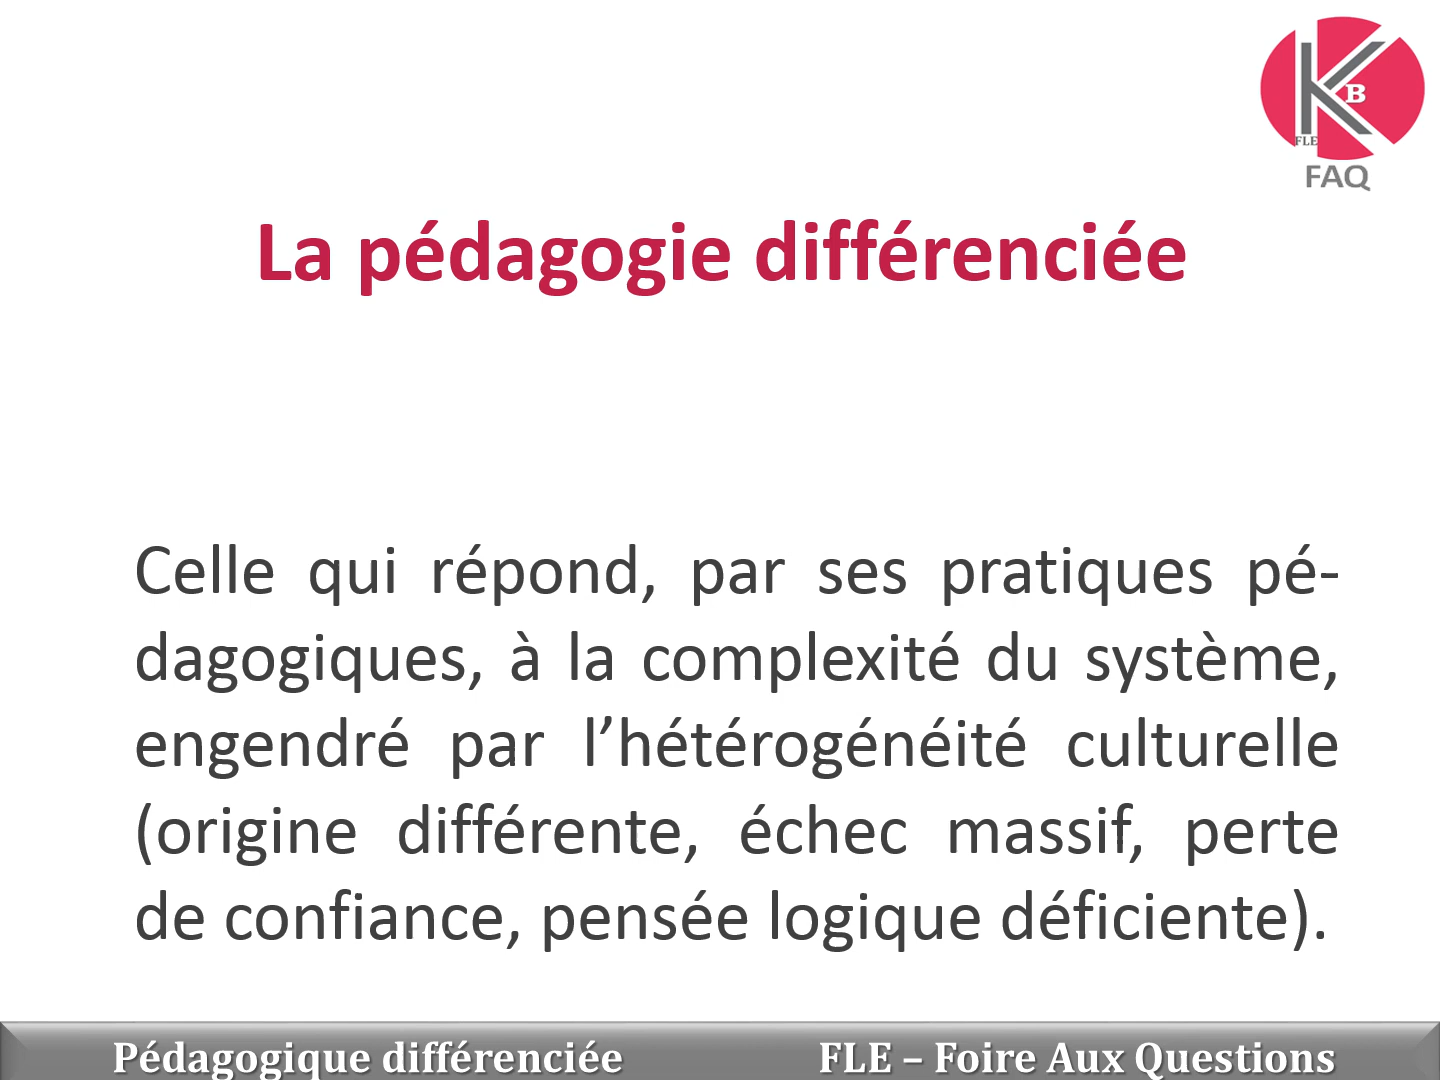 K
B
FLE
FAQ
La pédagogie différenciée
Celle qui répond, par ses pratiques pé-
dagogiques, à la complexité du système,
engendré par l’hétérogénéité culturelle
(origine différente, échec massif, perte
de confiance, pensée logique déficiente).
Pédagogique différenciée FLE – Foire Aux Questions